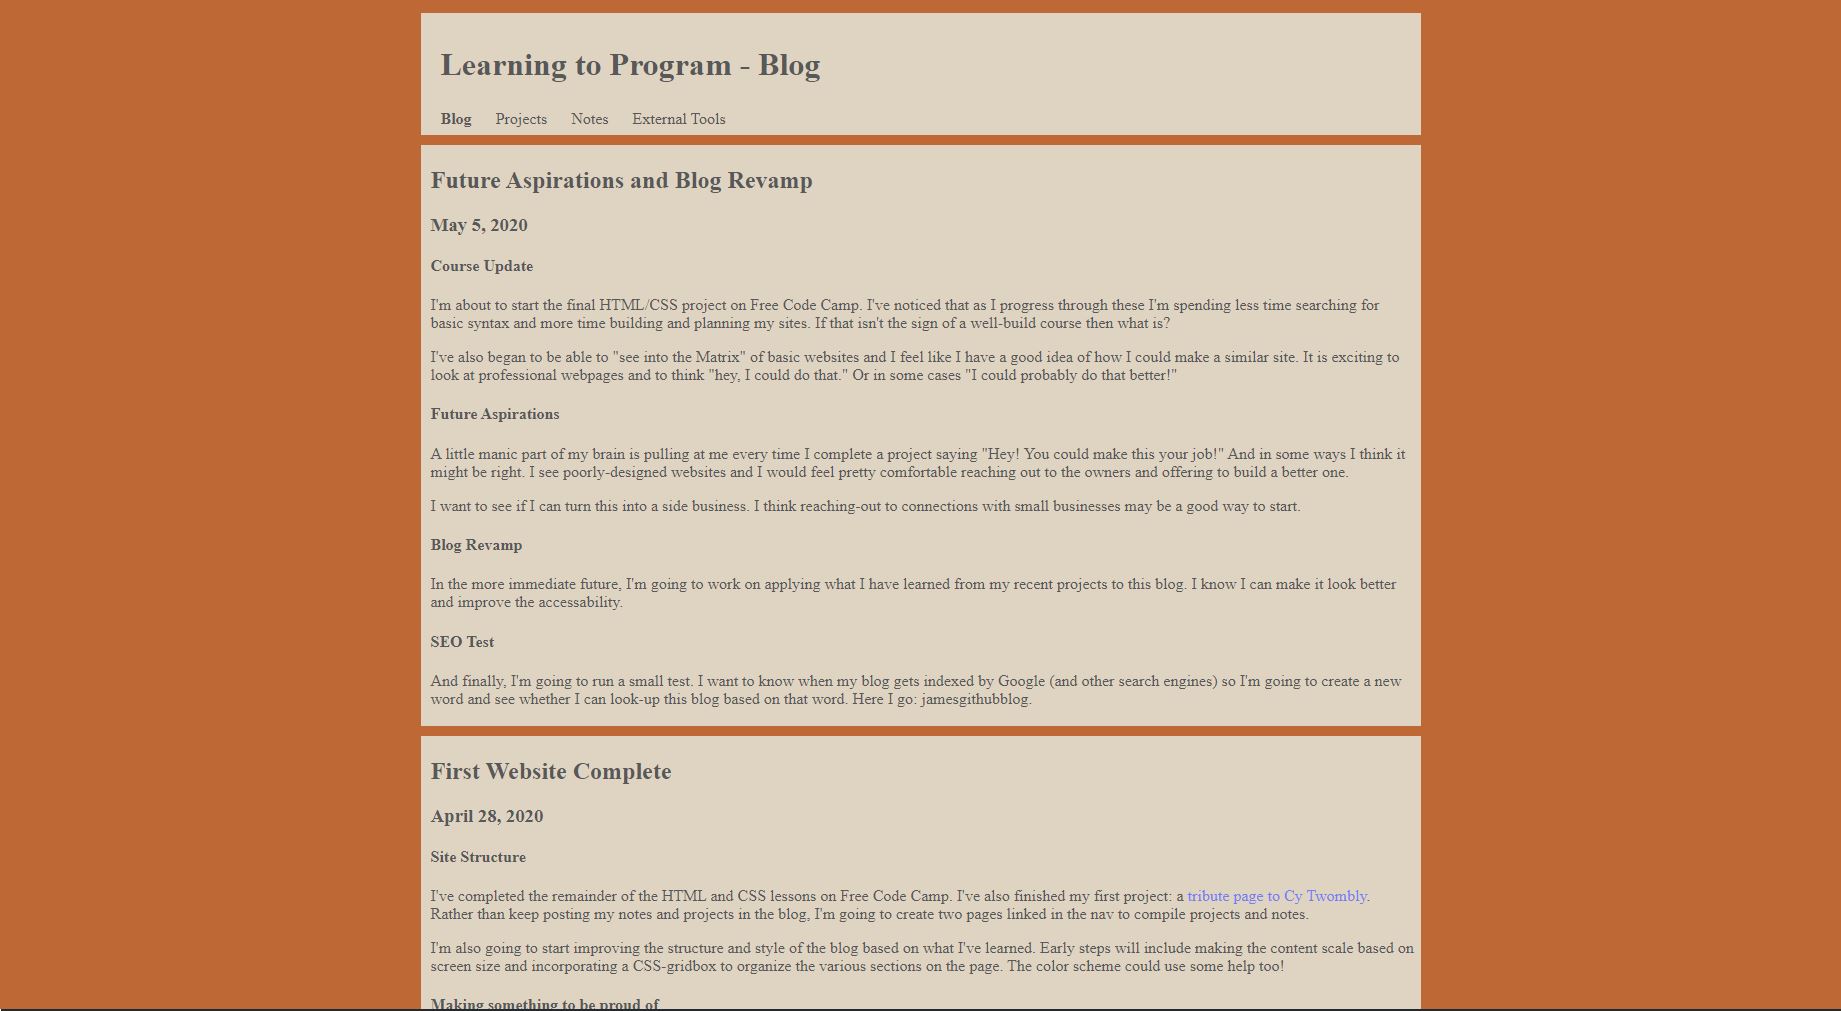 Learning to Program - Blog
Blog Projects Notes External Tools
Future Aspirations and Blog Revamp
May 5, 2020
Course Update
I'm about to start the final HTML/CSS project on Free Code Camp. I've noticed that as I progress through these I'm spending less time searching for
basic syntax and more time building and planning my sites. If that isn't the sign of a well-build course then what is?
I've also began to be able to "see into the Matrix" of basic websites and I feel like I have a good idea of how I could make a similar site. It is exciting to
look at professional webpages and to think "hey, I could do that." Or in some cases "I could probably do that better!"
Future Aspirations
A little manic part of my brain is pulling at me every time I complete a project saying "Hey! You could make this your job!" And in some ways I think it
might be right. I see poorly-designed websites and I would feel pretty comfortable reaching out to the owners and offering to build a better one.
I want to see if I can turn this into a side business. I think reaching-out to connections with small businesses may be a good way to start.
Blog Revamp
In the more immediate future, I'm going to work on applying what I have learned from my recent projects to this blog. I know I can make it look better
and improve the accessability.
SEO Test
And finally, I'm going to run a small test. I want to know when my blog gets indexed by Google (and other search engines) so I'm going to create a new
word and see whether I can look-up this blog based on that word. Here I go: jamesgithubblog.
First Website Complete
April 28, 2020
Site Structure
I've completed the remainder of the HTML and CSS lessons on Free Code Camp. I've also finished my first project: a tribute page to Cy Twombly.
Rather than keep posting my notes and projects in the blog, I'm going to create two pages linked in the nav to compile projects and notes.
I'm also going to start improving the structure and style of the blog based on what I've learned. Early steps will include making the content scale based on
screen size and incorporating a CSS-gridbox to organize the various sections on the page. The color scheme could use some help too!
Making something to be proud of